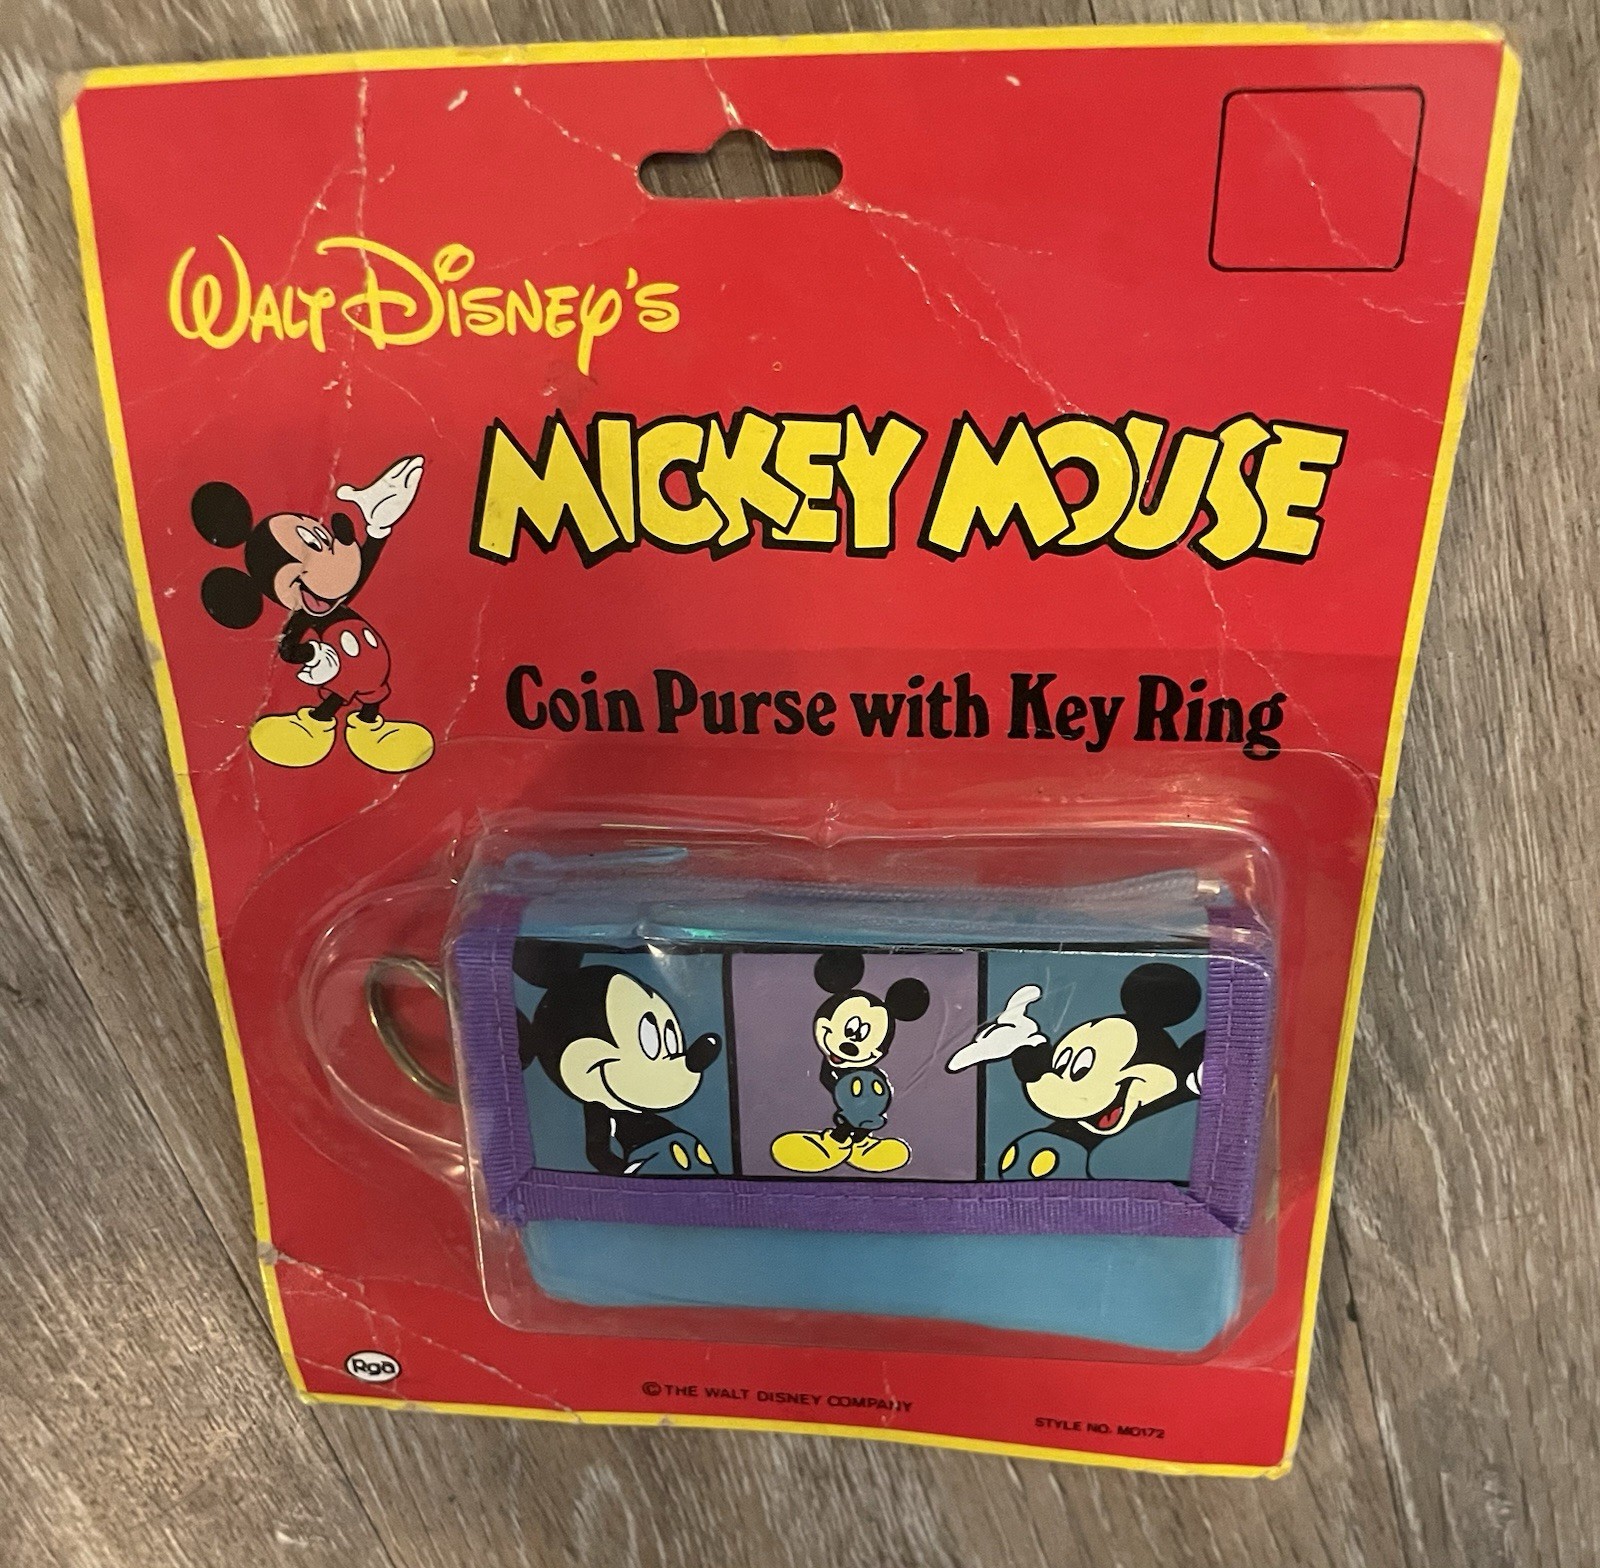 WALT DISNEY'S
MICKEY MOUSE
Coin Purse with Key Ring
Rga
© THE WALT DISNEY COMPANY
STYLE NO. MO172